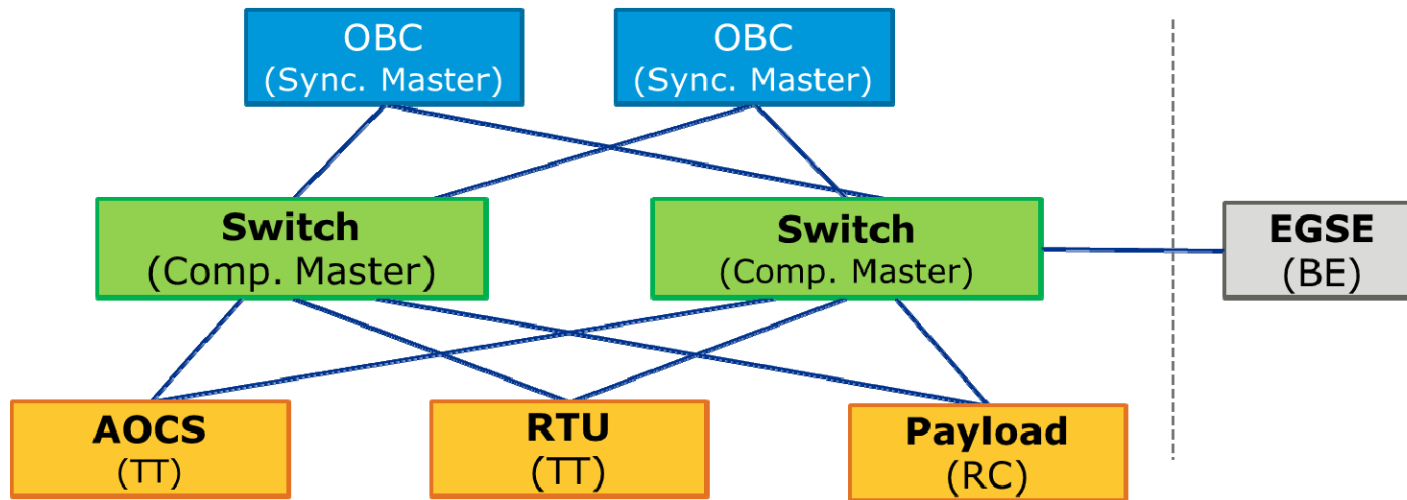 OBC
(Sync. Master)
OBC
(Sync. Master)
Switch
(Comp. Master)
Switch
(Comp. Master)
EGSE
(BE)
AOCS
(TT)
RTU
(TT)
Payload
(RC)